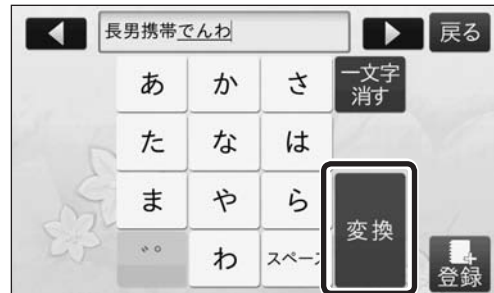 長男携帯でんわ
戻る
あ か さ 一文字消す
た な は
ま や ら 変換
゛゜ わ スペース 登録